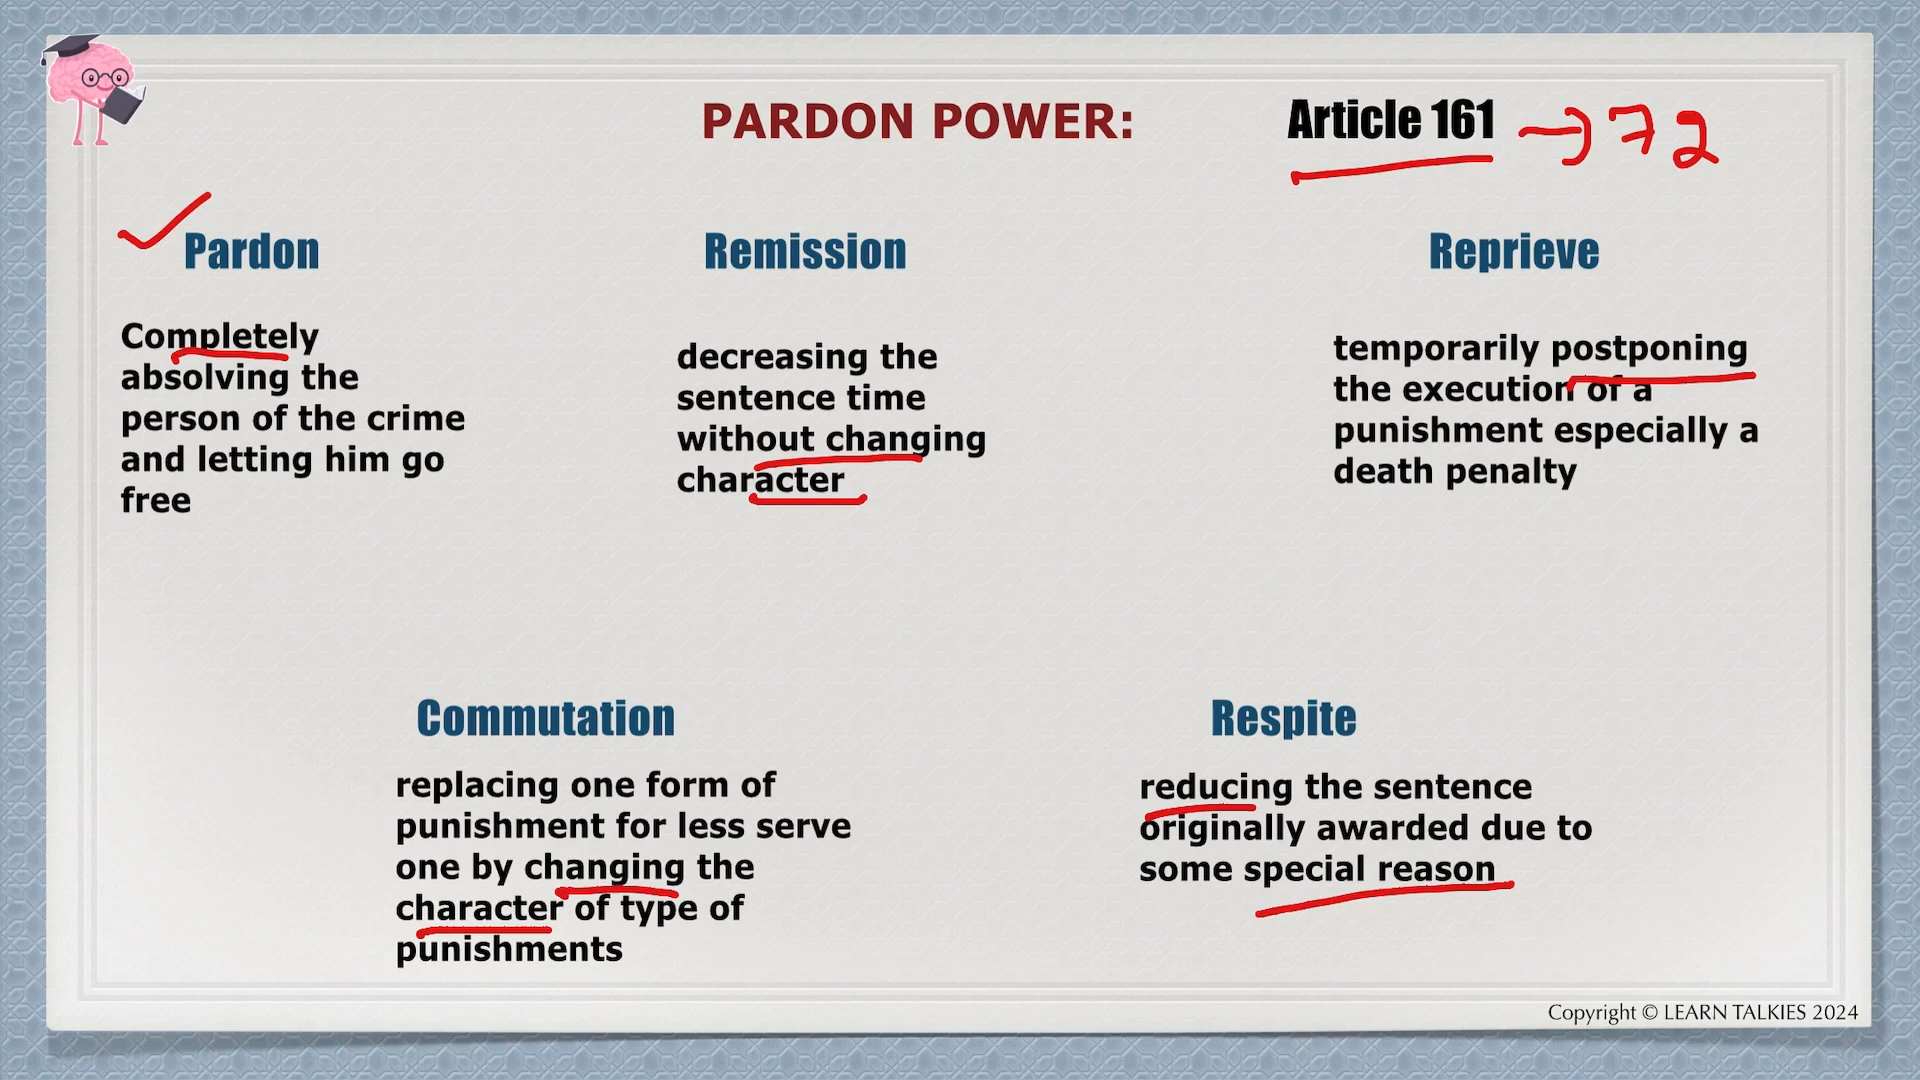 PARDON POWER:
Article 161 → 72
Pardon
Completely
absolving the
person of the crime
and letting him go
free
Remission
decreasing the
sentence time
without changing
character
Reprieve
temporarily postponing
the execution of a
punishment especially a
death penalty
Commutation
replacing one form of
punishment for less serve
one by changing the
character of type of
punishments
Respite
reducing the sentence
originally awarded due to
some special reason
Copyright © LEARN TALKIES 2024